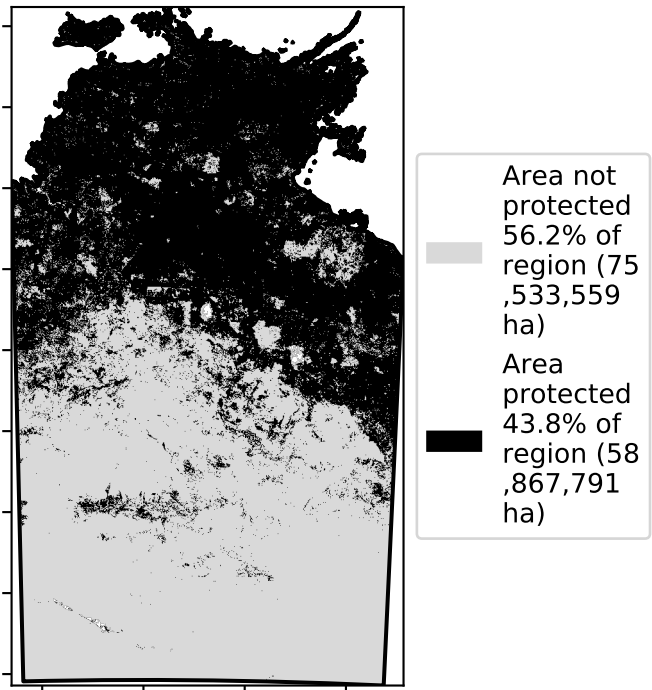 Area not
protected
56.2% of
region (75
,533,559
ha)
Area
protected
43.8% of
region (58
,867,791
ha)